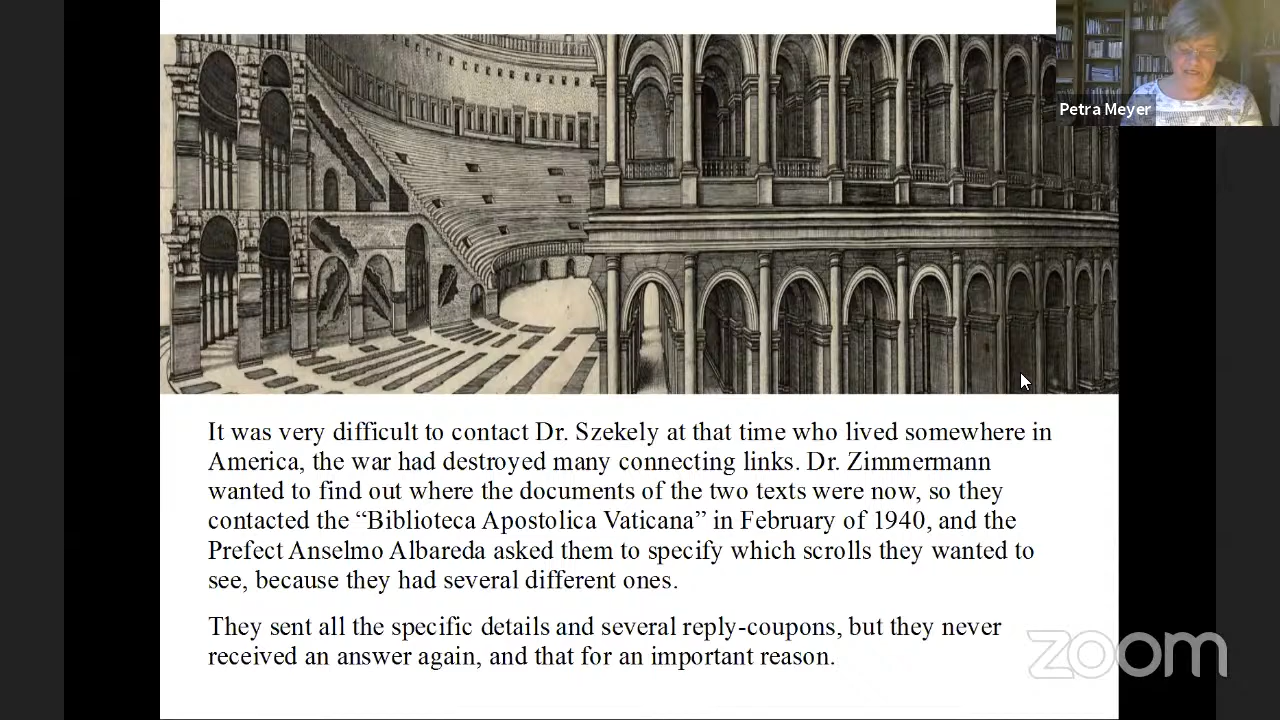 Petra Meyer
It was very difficult to contact Dr. Szekely at that time who lived somewhere in
America, the war had destroyed many connecting links. Dr. Zimmermann
wanted to find out where the documents of the two texts were now, so they
contacted the “Biblioteca Apostolica Vaticana” in February of 1940, and the
Prefect Anselmo Albareda asked them to specify which scrolls they wanted to
see, because they had several different ones.
They sent all the specific details and several reply-coupons, but they never
received an answer again, and that for an important reason.
zoom